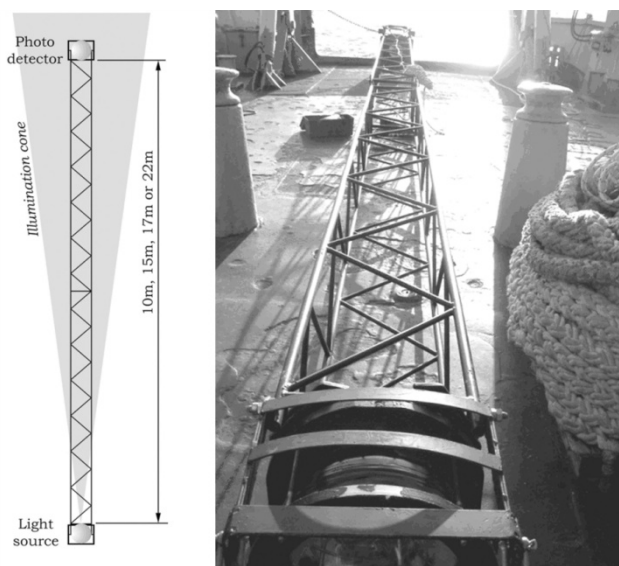 Photo
detector
Illumination cone
10m, 15m, 17m or 22m
Light
source